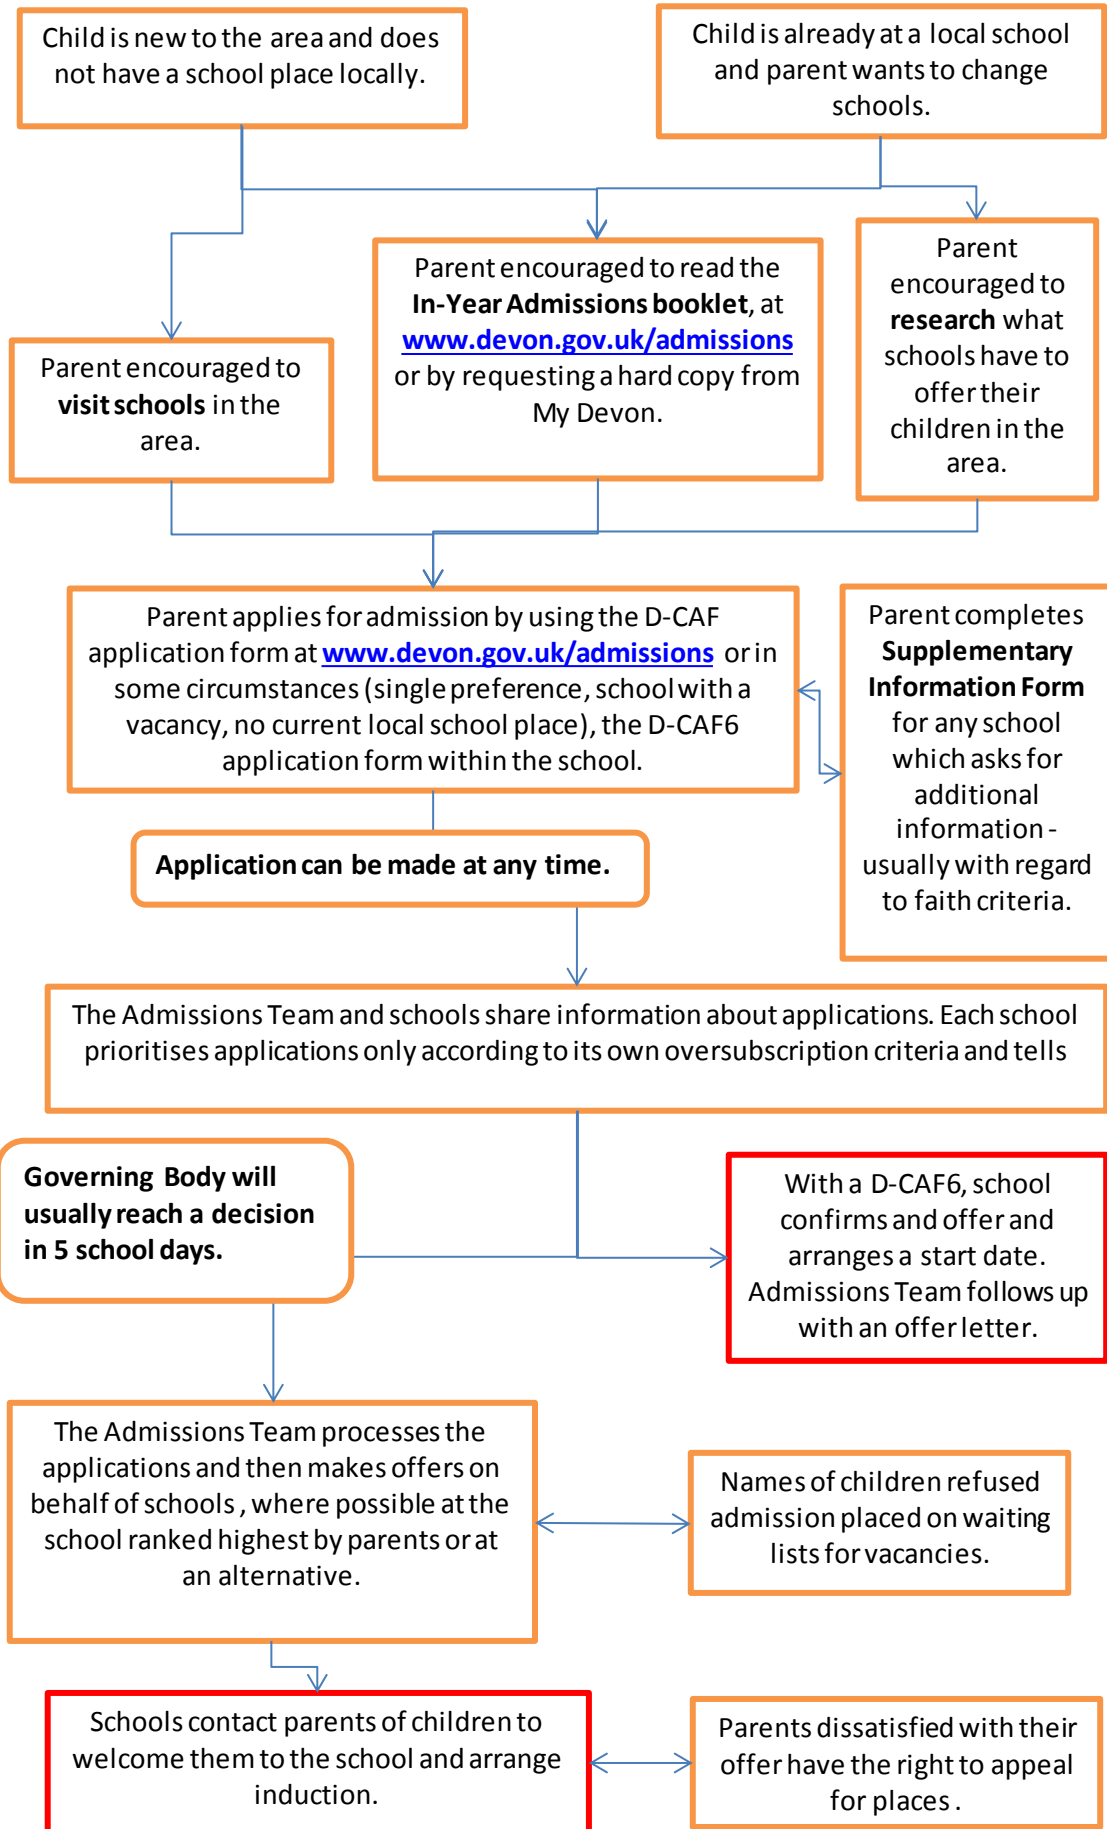 Child is new to the area and does
not have a school place locally.
Child is already at a local school
and parent wants to change
schools.
Parent encouraged to
visit schools in the
area.
Parent encouraged to read the
In-Year Admissions booklet, at
www.devon.gov.uk/admissions
or by requesting a hard copy from
My Devon.
Parent
encouraged to
research what
schools have to
offer their
children in the
area.
Parent applies for admission by using the D-CAF
application form at www.devon.gov.uk/admissions or in
some circumstances (single preference, school with a
vacancy, no current local school place), the D-CAF6
application form within the school.
Parent completes
Supplementary
Information Form
for any school
which asks for
additional
information -
usually with regard
to faith criteria.
Application can be made at any time.
The Admissions Team and schools share information about applications. Each school
prioritises applications only according to its own oversubscription criteria and tells
Governing Body will
usually reach a decision
in 5 school days.
With a D-CAF6, school
confirms and offer and
arranges a start date.
Admissions Team follows up
with an offer letter.
The Admissions Team processes the
applications and then makes offers on
behalf of schools , where possible at the
school ranked highest by parents or at
an alternative.
Names of children refused
admission placed on waiting
lists for vacancies.
Schools contact parents of children to
welcome them to the school and arrange
induction.
Parents dissatisfied with their
offer have the right to appeal
for places .